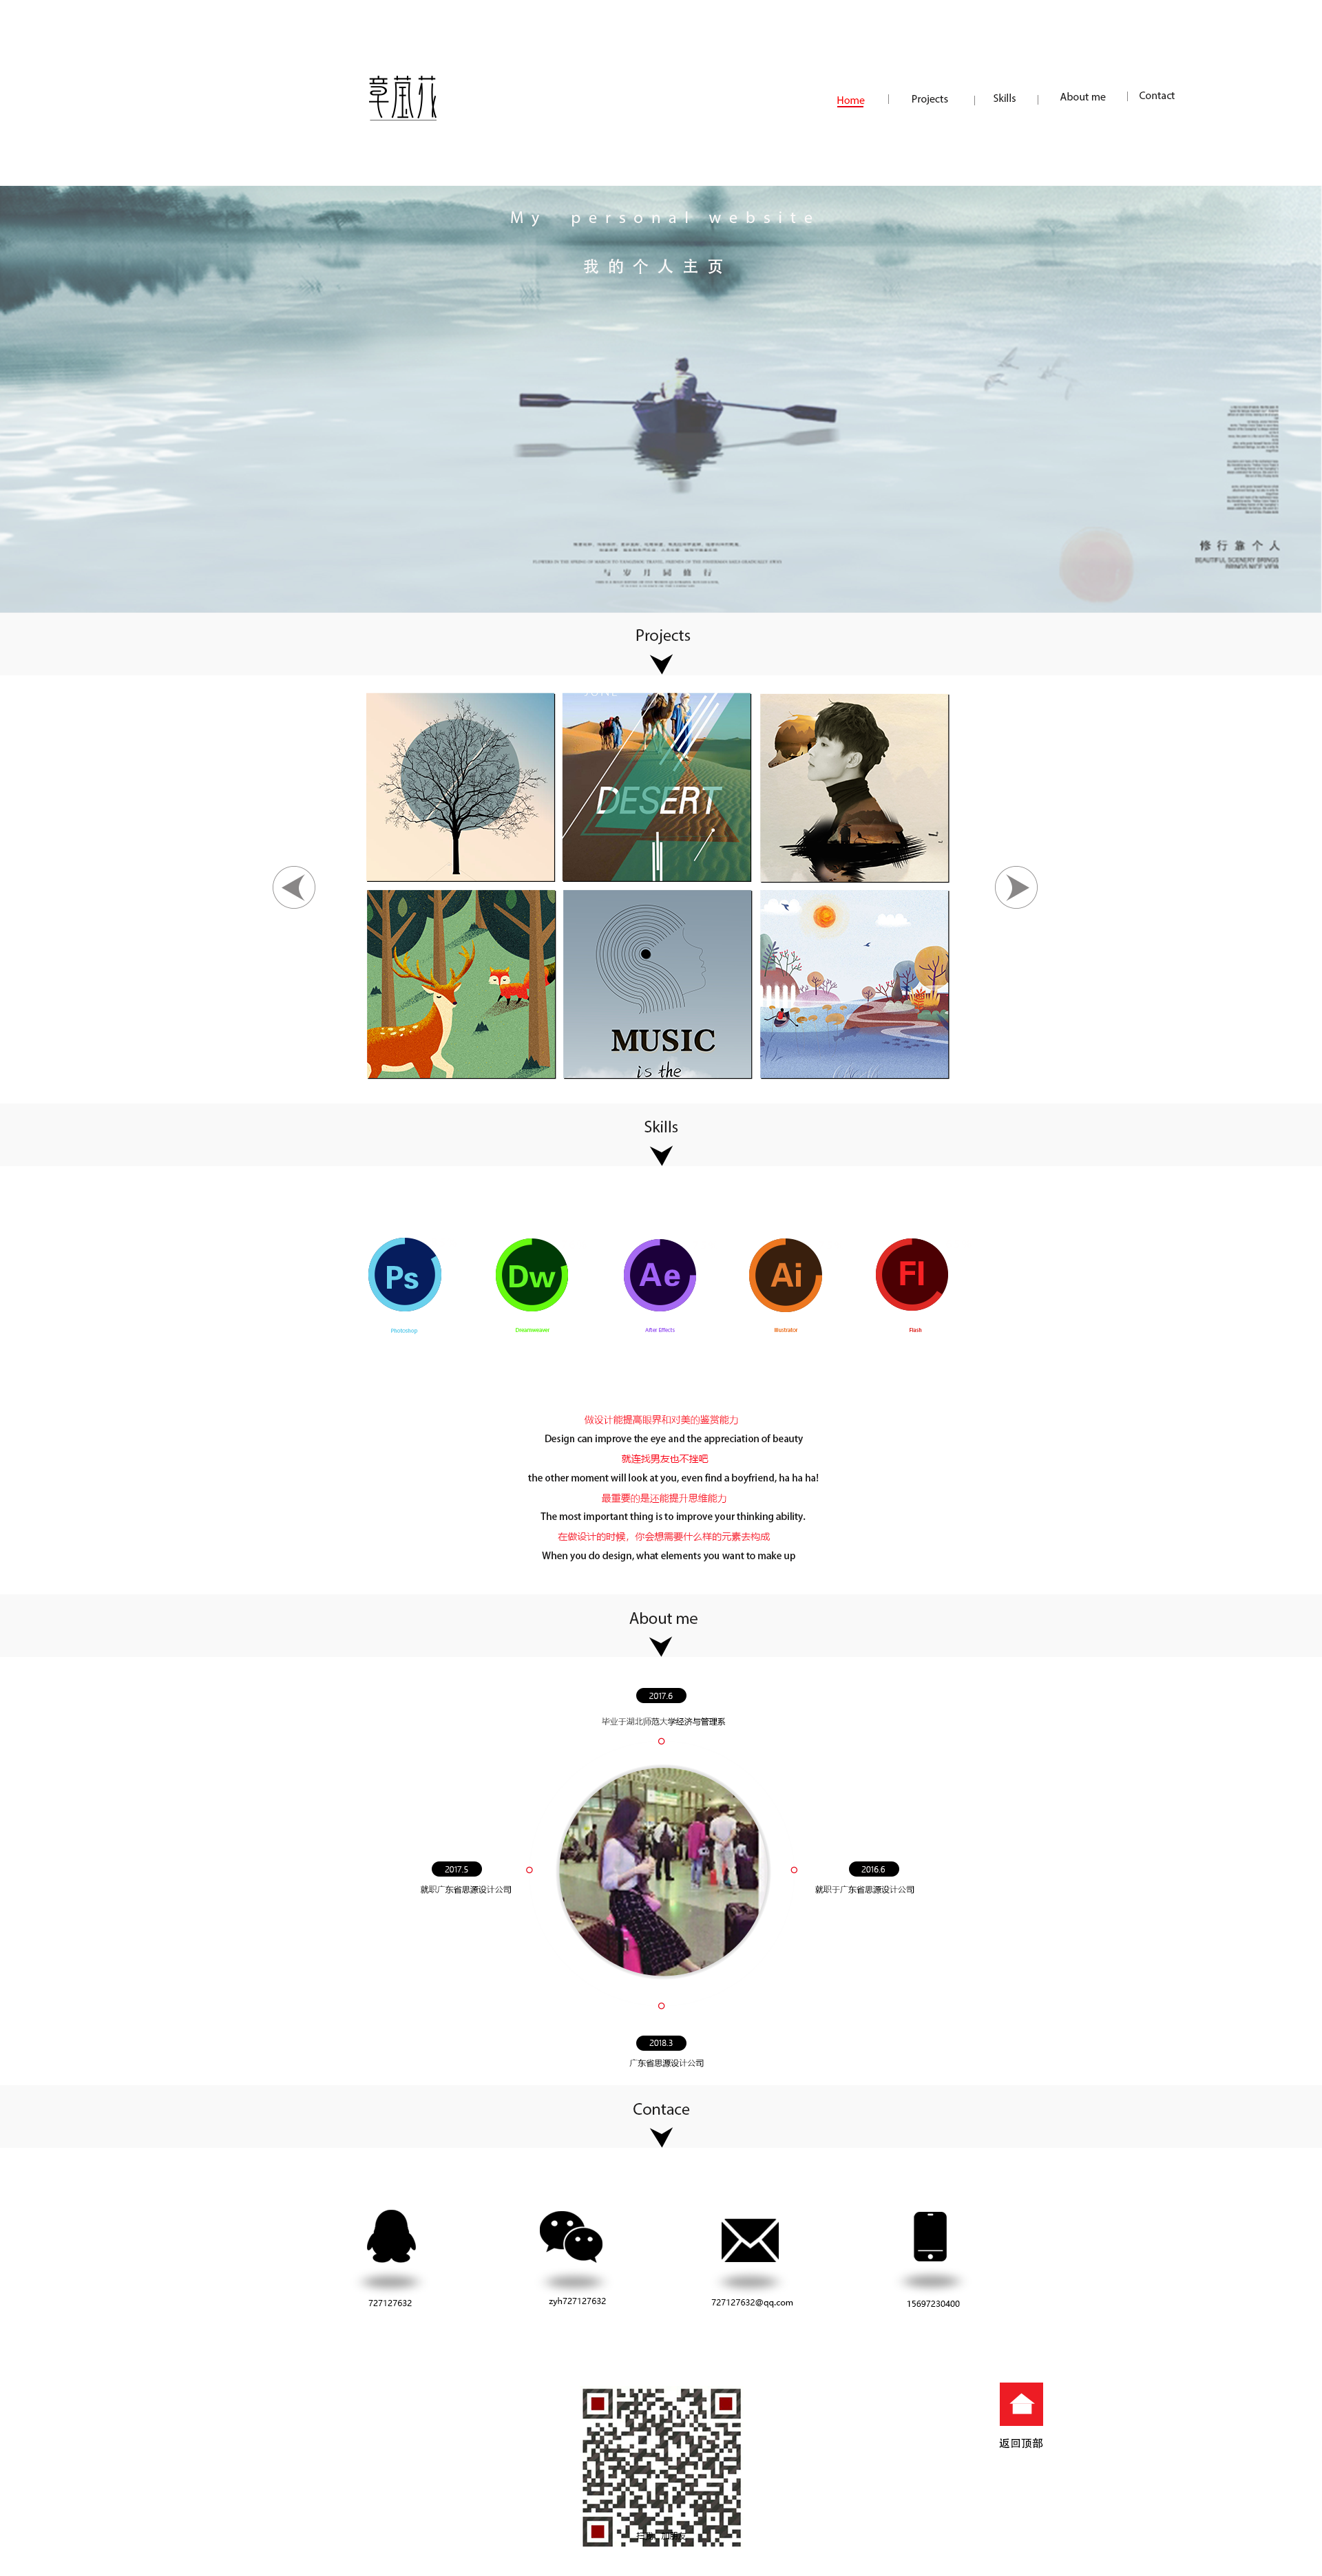 Home
Projects
Skills
About me
Contact
My personal website
我的个人主页
修行靠个人
BEAUTIFUL SCENERY BRINGS
BRINGS NICE VIEW
Projects
JUNE
DESERT
MUSIC
is the
Skills
Ps
Dw
Ae
Ai
Fl
Photoshop
Dreamweaver
After Effects
Illustrator
Flash
做设计能提高眼界和对美的鉴赏能力
Design can improve the eye and the appreciation of beauty
就连找男友也不挫吧
the other moment will look at you, even find a boyfriend, ha ha ha!
最重要的是还能提升思维能力
The most important thing is to improve your thinking ability.
在做设计的时候，你会想需要什么样的元素去构成
When you do design, what elements you want to make up
About me
2017.6
毕业于湖北师范大学经济与管理系
2017.5
就职广东省思源设计公司
2016.6
就职于广东省思源设计公司
2018.3
广东省思源设计公司
Contace
727127632
zyh727127632
727127632@qq.com
15697230400
返回顶部